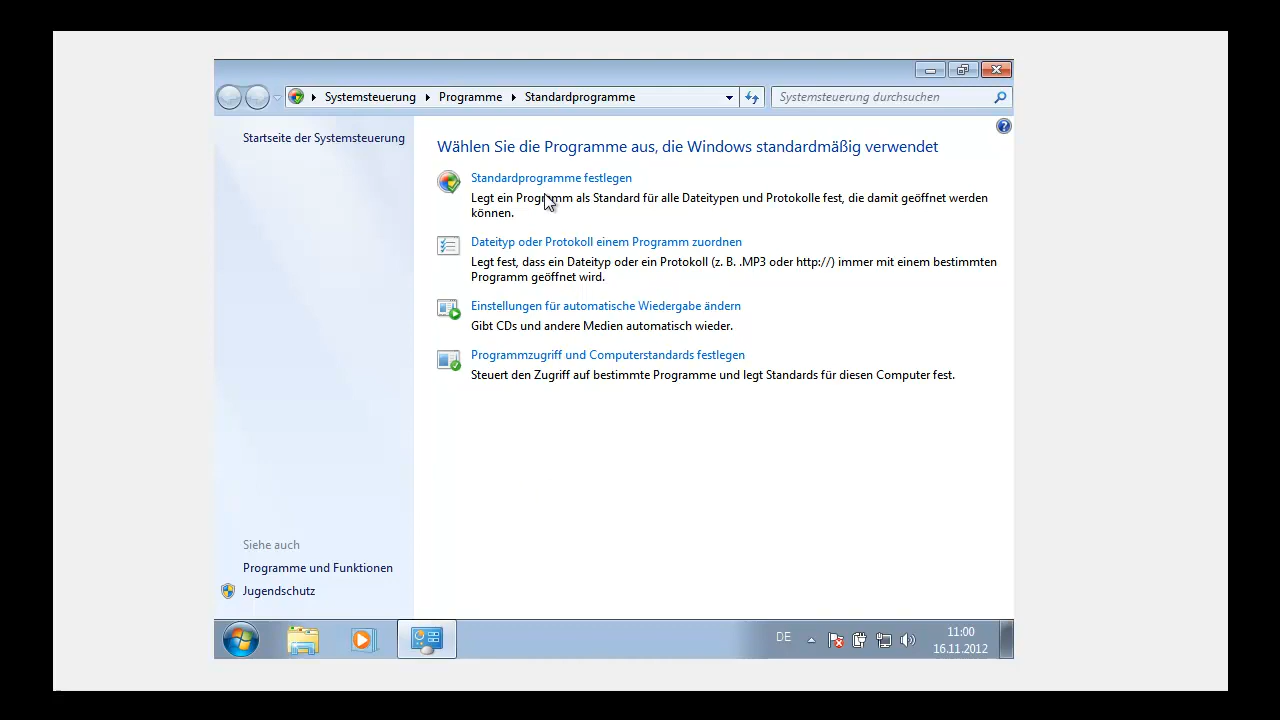 Systemsteuerung Programme Standardprogramme
Systemsteuerung durchsuchen
Startseite der Systemsteuerung
Wählen Sie die Programme aus, die Windows standardmäßig verwendet
Standardprogramme festlegen
Legt ein Programm als Standard für alle Dateitypen und Protokolle fest, die damit geöffnet werden
können.
Dateityp oder Protokoll einem Programm zuordnen
Legt fest, dass ein Dateityp oder ein Protokoll (z. B. .MP3 oder http://) immer mit einem bestimmten
Programm geöffnet wird.
Einstellungen für automatische Wiedergabe ändern
Gibt CDs und andere Medien automatisch wieder.
Programmzugriff und Computerstandards festlegen
Steuert den Zugriff auf bestimmte Programme und legt Standards für diesen Computer fest.
Siehe auch
Programme und Funktionen
Jugendschutz
DE
11:00
16.11.2012